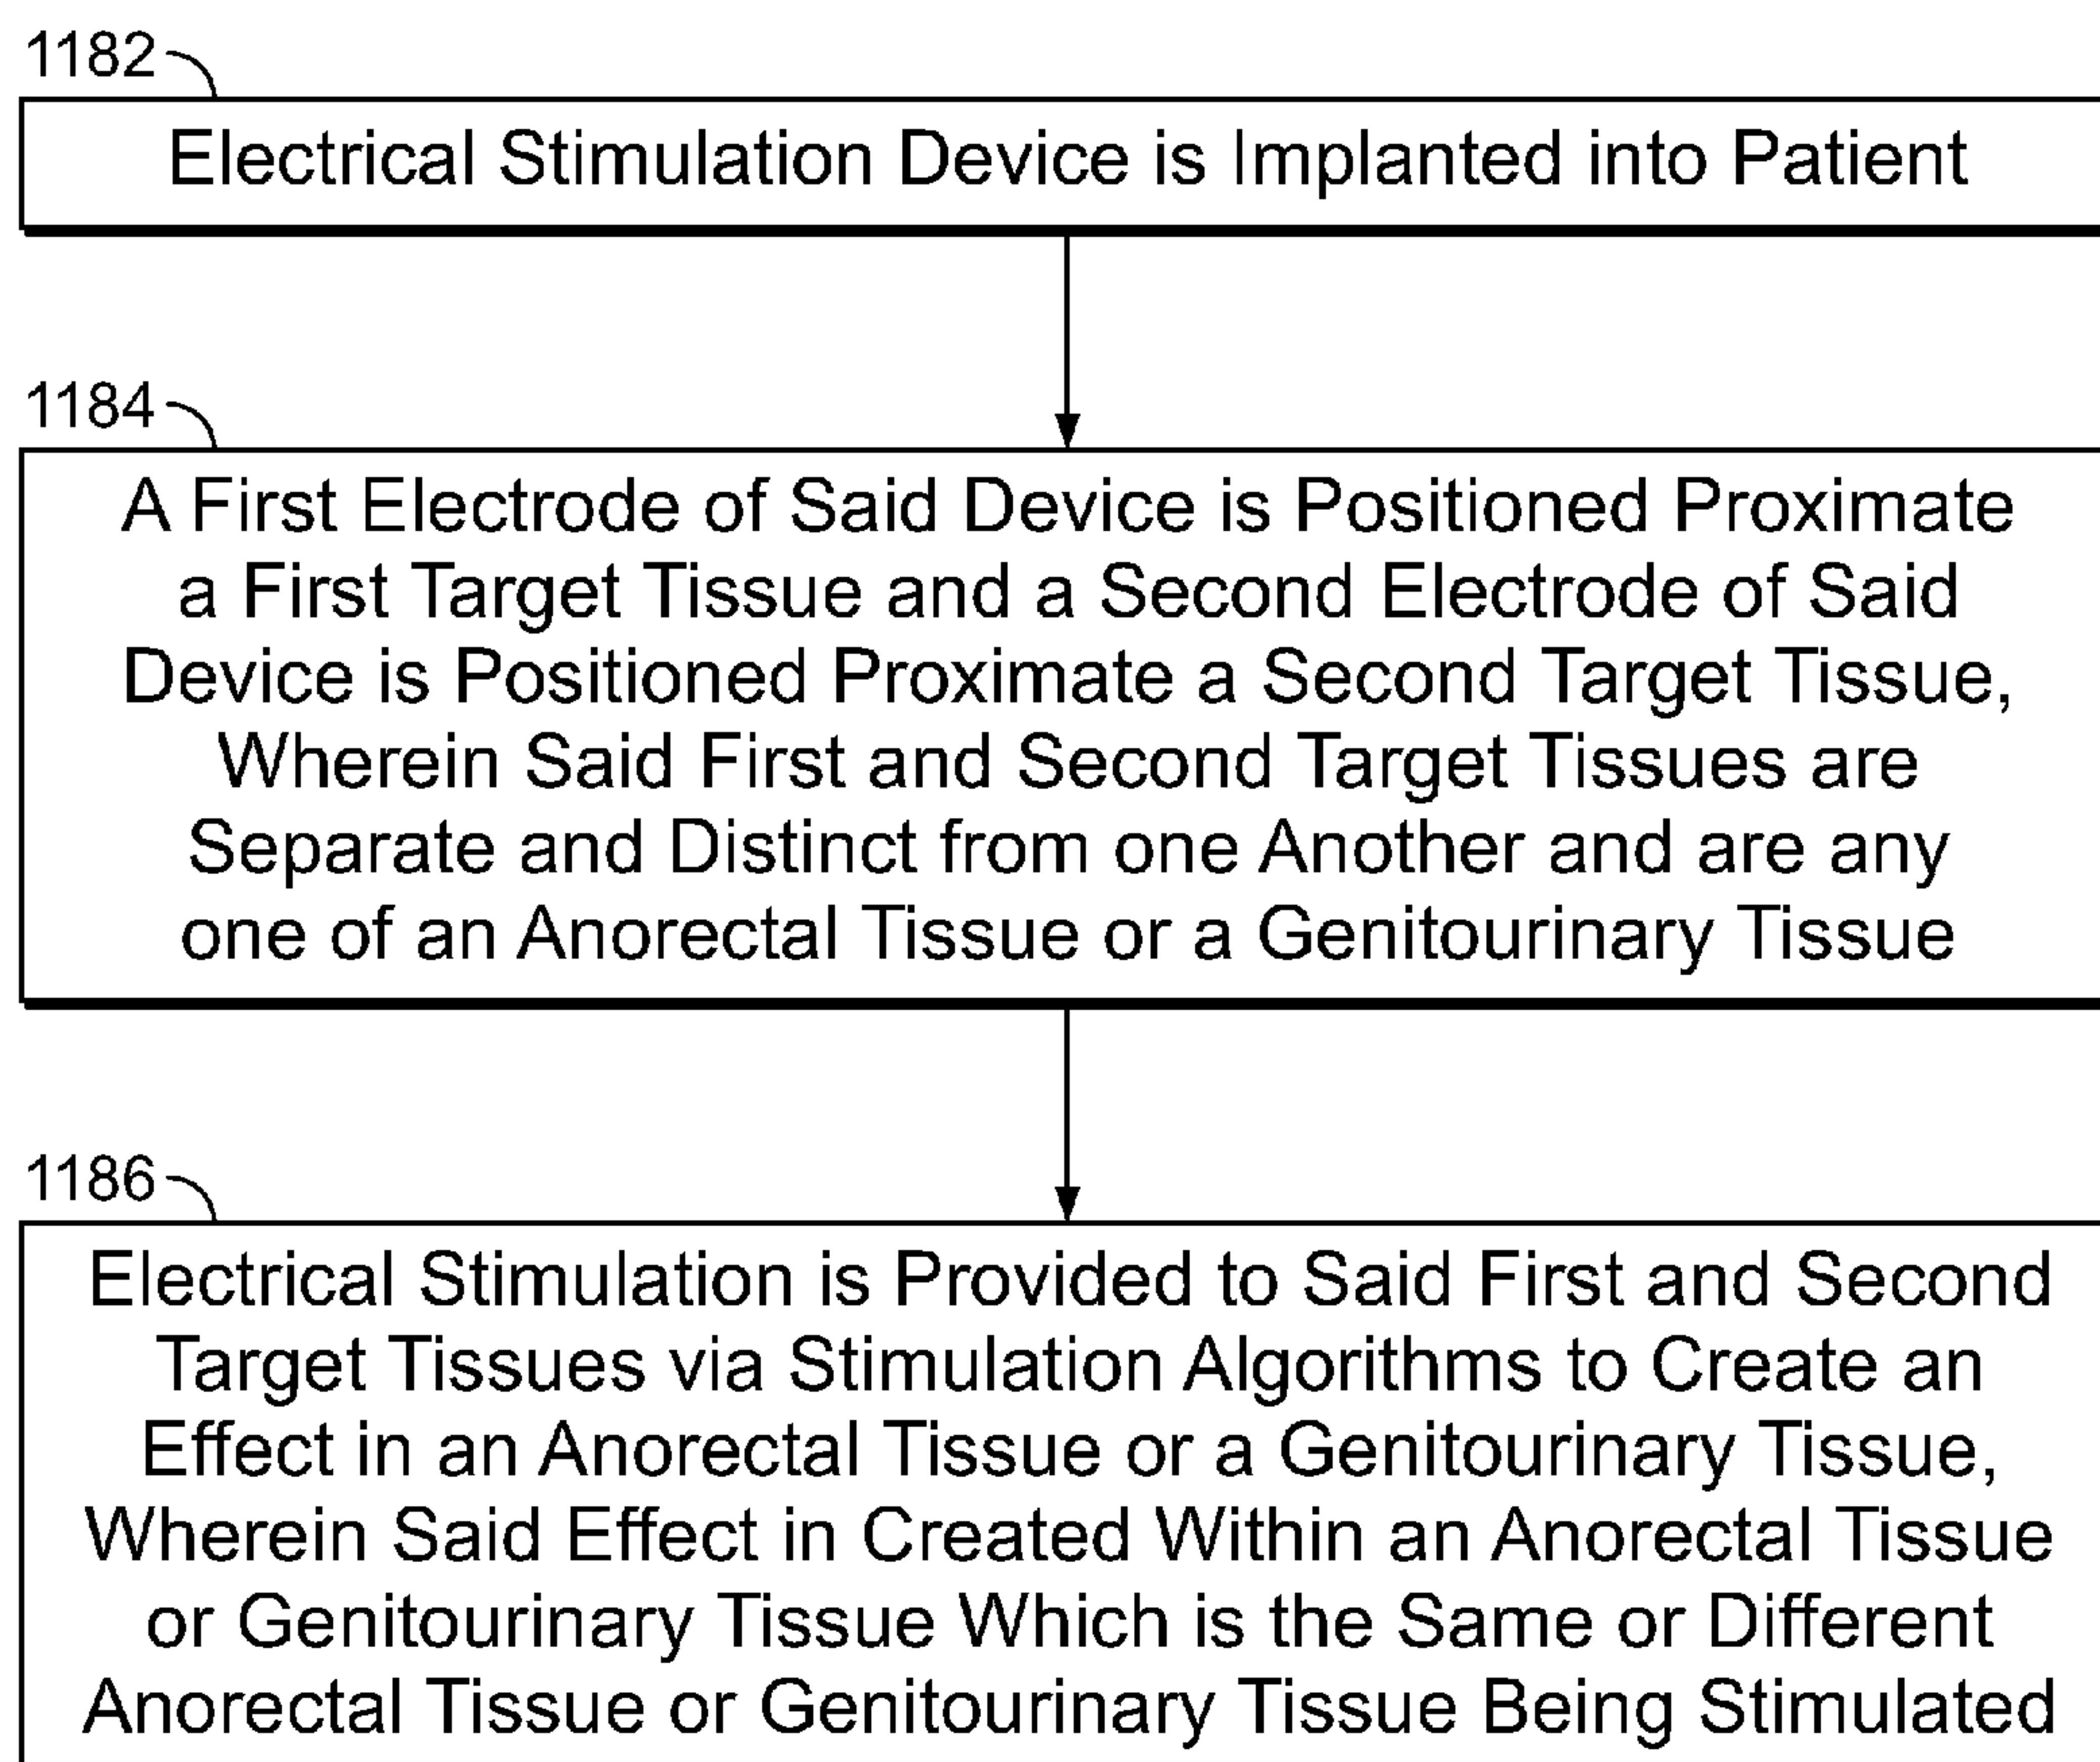 1182
Electrical Stimulation Device is Implanted into Patient
1184
A First Electrode of Said Device is Positioned Proximate
a First Target Tissue and a Second Electrode of Said
Device is Positioned Proximate a Second Target Tissue,
Wherein Said First and Second Target Tissues are
Separate and Distinct from one Another and are any
one of an Anorectal Tissue or a Genitourinary Tissue
1186
Electrical Stimulation is Provided to Said First and Second
Target Tissues via Stimulation Algorithms to Create an
Effect in an Anorectal Tissue or a Genitourinary Tissue,
Wherein Said Effect in Created Within an Anorectal Tissue
or Genitourinary Tissue Which is the Same or Different
Anorectal Tissue or Genitourinary Tissue Being Stimulated